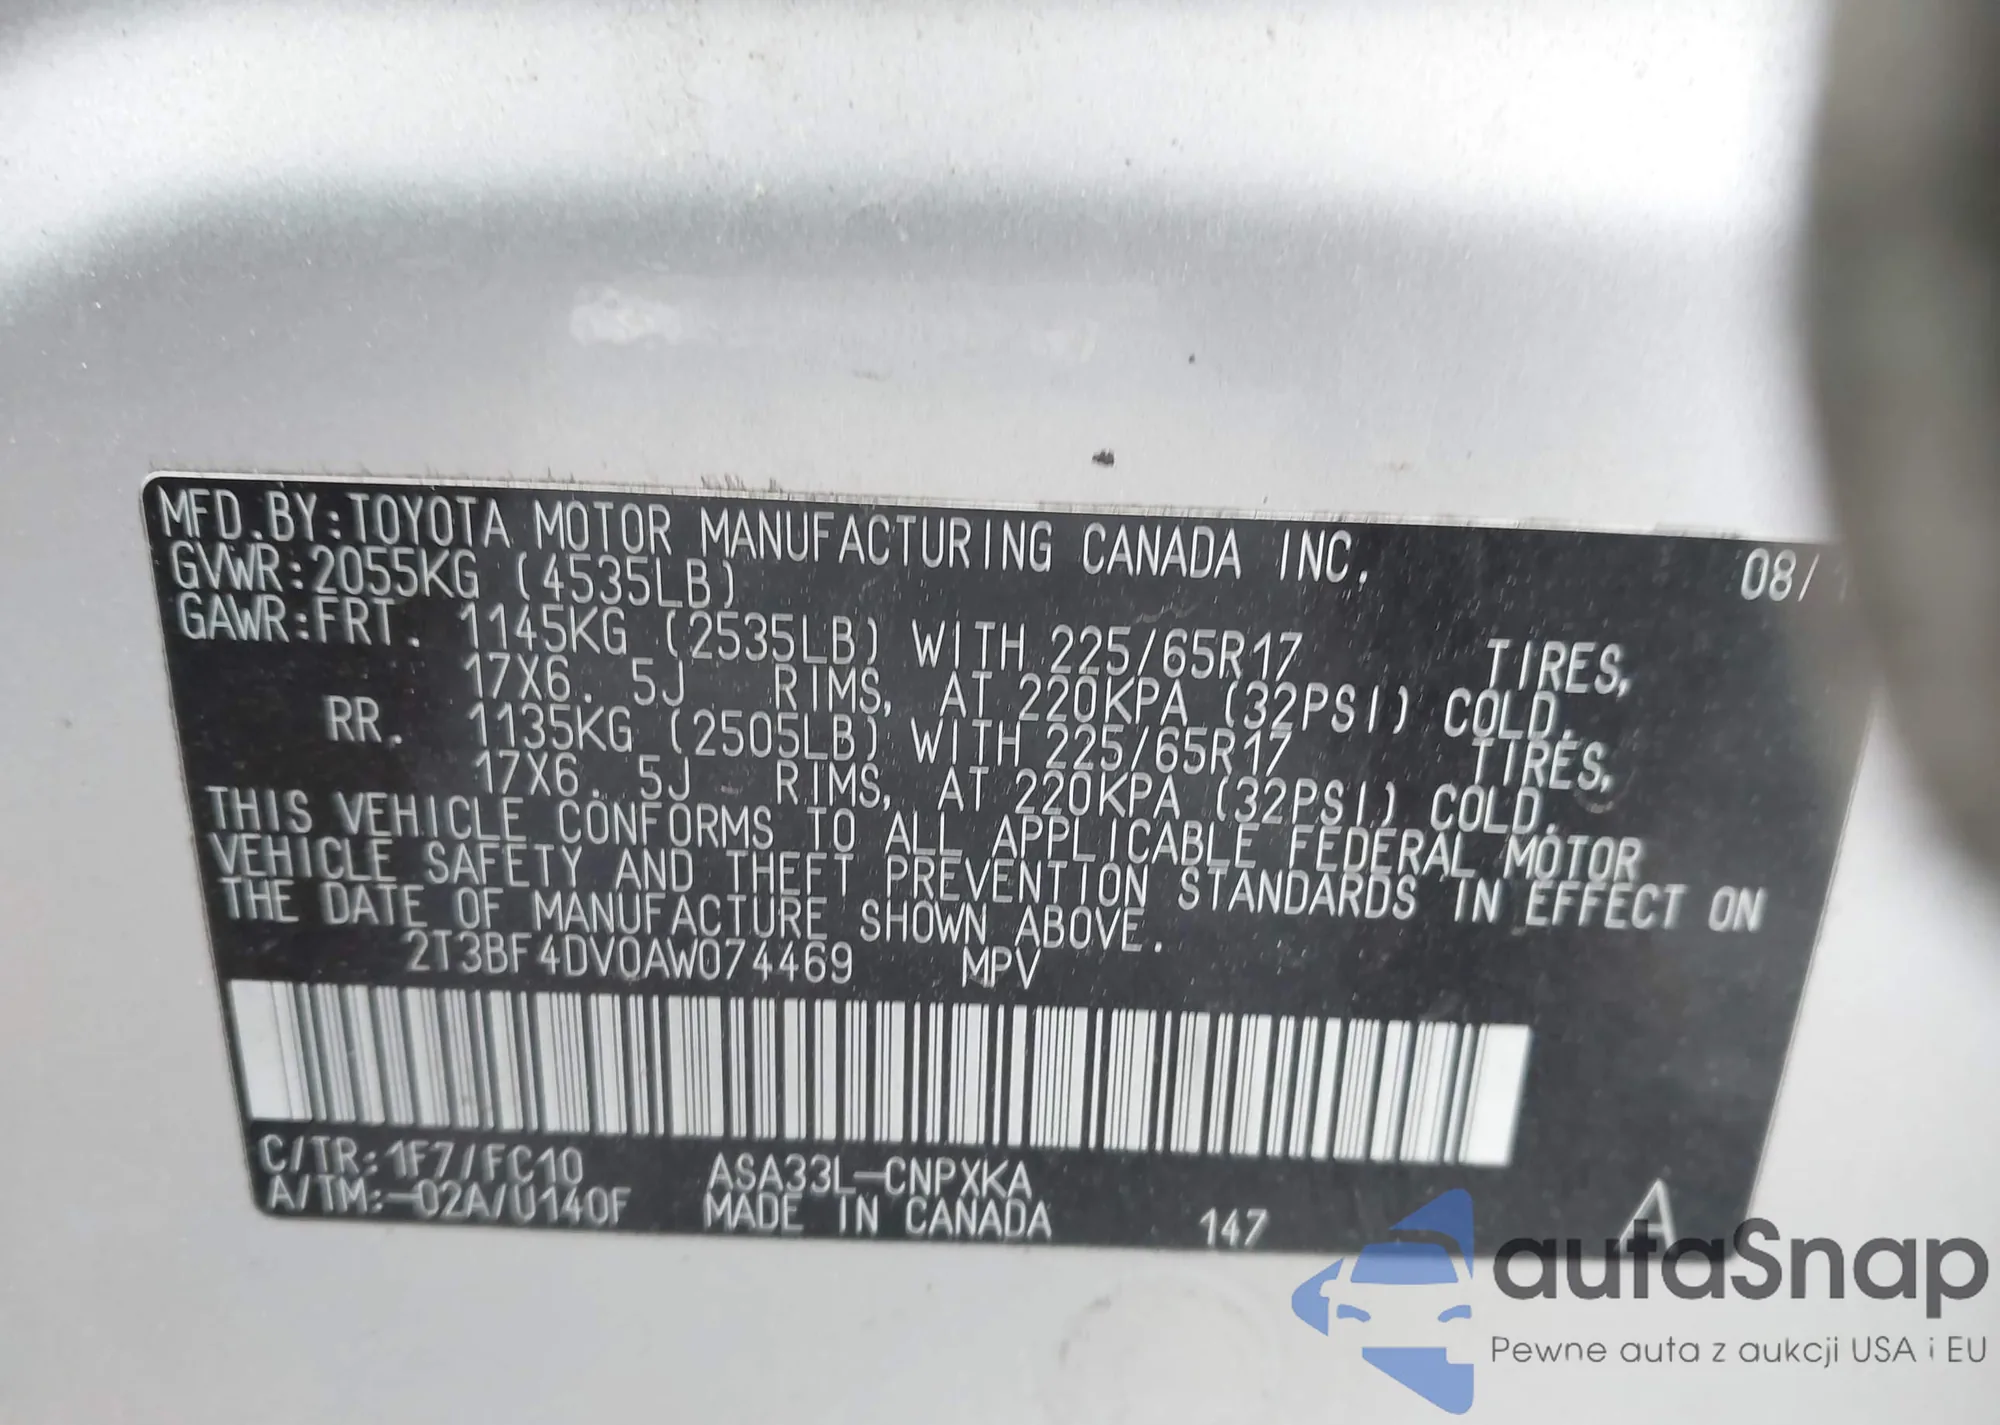 MFD.BY:TOYOTA MOTOR MANUFACTURING CANADA INC. 08/
GVWR:2055KG (4535LB)
GAWR:FRT. 1145KG (2535LB) WITH 225/65R17 TIRES,
17X6.5J RIMS, AT 220KPA (32PSI) COLD.
RR. 1135KG (2505LB) WITH 225/65R17 TIRES,
17X6.5J RIMS, AT 220KPA (32PSI) COLD.
THIS VEHICLE CONFORMS TO ALL APPLICABLE FEDERAL MOTOR
VEHICLE SAFETY AND THEFT PREVENTION STANDARDS IN EFFECT ON
THE DATE OF MANUFACTURE SHOWN ABOVE.
2T3BF4DV0AW074469 MPV
C/TR:1F7/FC10 ASA33L-CNPXKA
A/TM:-02A/U140F MADE IN CANADA 147 A
autaSnap
Pewne auta z aukcji USA i EU